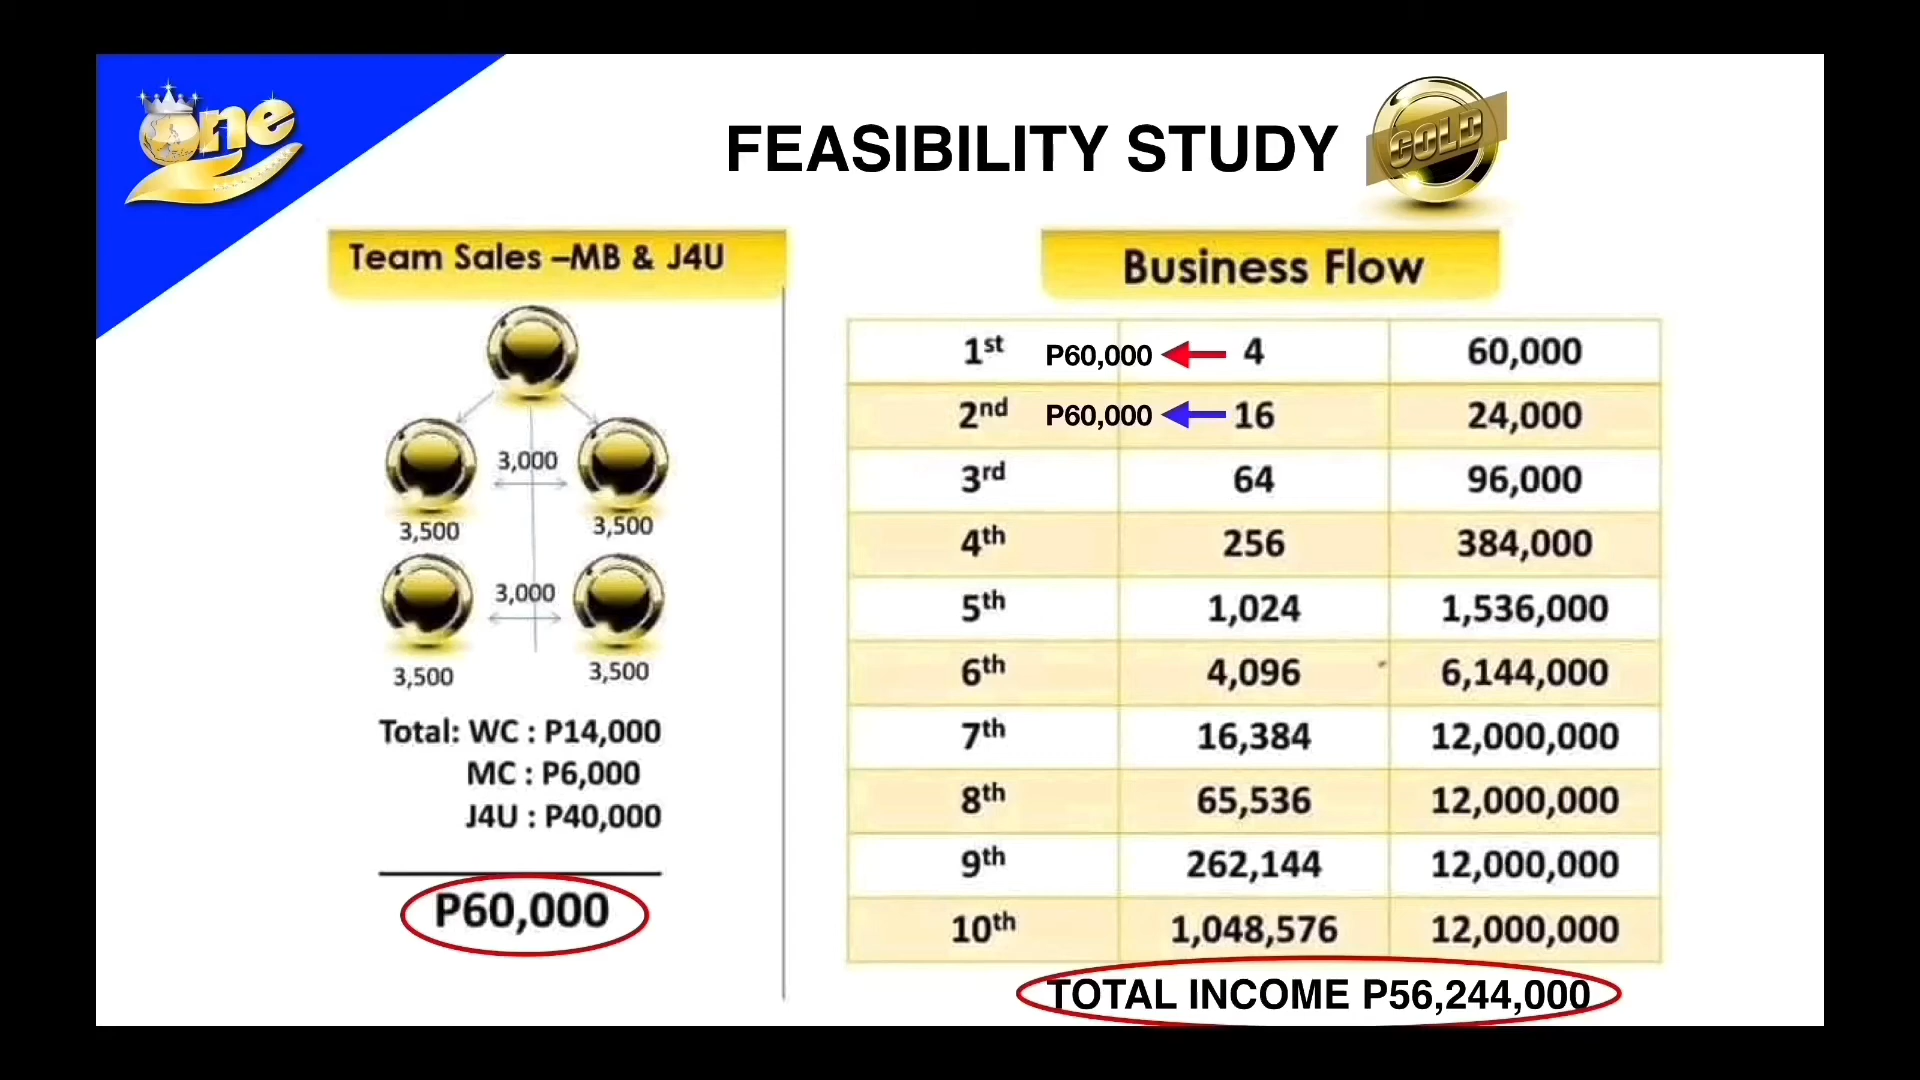 One
FEASIBILITY STUDY
GOLD
Team Sales –MB & J4U
3,000
3,500 3,500
3,000
3,500 3,500
Total: WC : P14,000
MC : P6,000
J4U : P40,000
P60,000
Business Flow
1st P60,000 4 60,000
2nd P60,000 16 24,000
3rd 64 96,000
4th 256 384,000
5th 1,024 1,536,000
6th 4,096 6,144,000
7th 16,384 12,000,000
8th 65,536 12,000,000
9th 262,144 12,000,000
10th 1,048,576 12,000,000
TOTAL INCOME P56,244,000